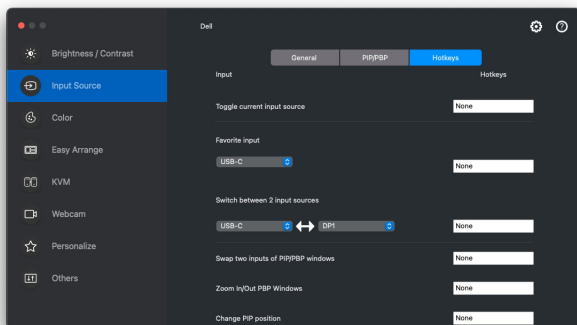 Dell
Brightness / Contrast
Input Source
Color
Easy Arrange
KVM
Webcam
Personalize
Others
General PIP/PBP Hotkeys
Input Hotkeys
Toggle current input source None
Favorite input
USB-C None
Switch between 2 input sources
USB-C DP1 None
Swap two inputs of PIP/PBP windows None
Zoom In/Out PBP Windows None
Change PIP position None